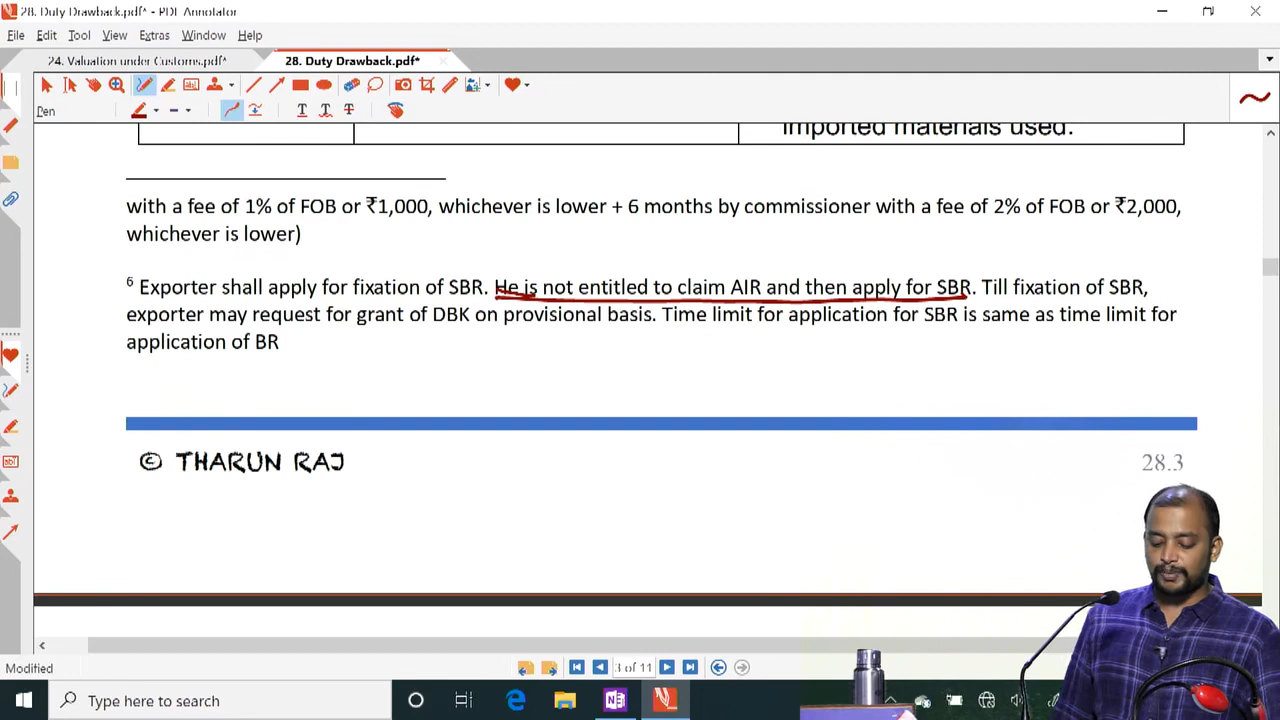 28. Duty Drawback.pdf* - PDF Annotator
File Edit Tool View Extras Window Help
24. Valuation under Customs.pdf* 28. Duty Drawback.pdf*
Pen
imported materials used.
with a fee of 1% of FOB or ₹1,000, whichever is lower + 6 months by commissioner with a fee of 2% of FOB or ₹2,000,
whichever is lower)
6 Exporter shall apply for fixation of SBR. He is not entitled to claim AIR and then apply for SBR. Till fixation of SBR,
exporter may request for grant of DBK on provisional basis. Time limit for application for SBR is same as time limit for
application of BR
© THARUN RAJ 28.3
Modified 3 of 11
Type here to search